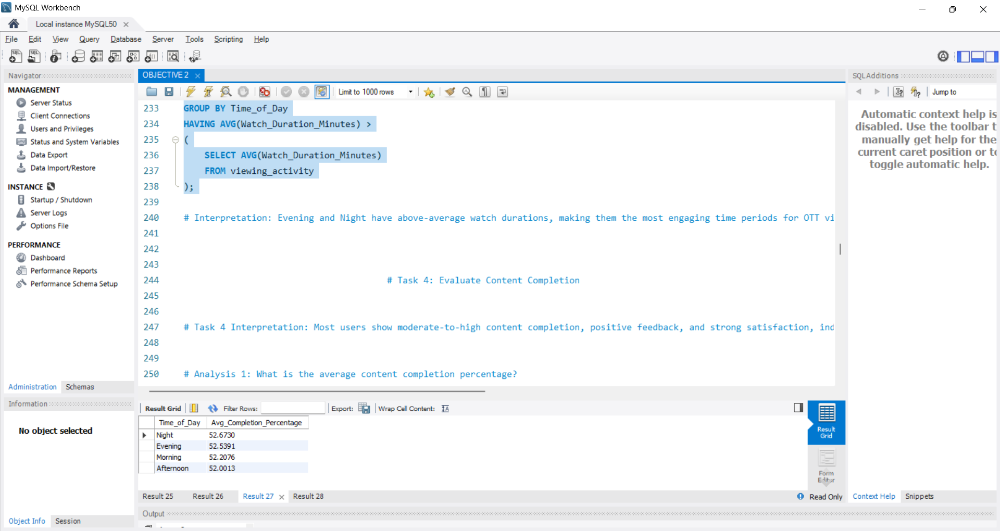 MySQL Workbench
Local instance MySQL50
File Edit View Query Database Server Tools Scripting Help
Navigator
MANAGEMENT
Server Status
Client Connections
Users and Privileges
Status and System Variables
Data Export
Data Import/Restore
INSTANCE
Startup / Shutdown
Server Logs
Options File
PERFORMANCE
Dashboard
Performance Reports
Performance Schema Setup
Administration Schemas
Information
No object selected
Object Info Session
OBJECTIVE 2
Limit to 1000 rows
233 GROUP BY Time_of_Day
234 HAVING AVG(Watch_Duration_Minutes) >
235 (
236 SELECT AVG(Watch_Duration_Minutes)
237 FROM viewing_activity
238 );
239
240 # Interpretation: Evening and Night have above-average watch durations, making them the most engaging time periods for OTT vi
241
242
243
244 # Task 4: Evaluate Content Completion
245
246
247 # Task 4 Interpretation: Most users show moderate-to-high content completion, positive feedback, and strong satisfaction, ind
248
249
250 # Analysis 1: What is the average content completion percentage?
Result Grid Filter Rows: Export: Wrap Cell Content:
Time_of_Day Avg_Completion_Percentage
Night 52.6730
Evening 52.5391
Morning 52.2076
Afternoon 52.0013
Result Grid
Form Editor
Result 25 Result 26 Result 27 Result 28
Read Only
Output
SQLAdditions
Jump to
Automatic context help is
disabled. Use the toolbar t
manually get help for the
current caret position or to
toggle automatic help.
Context Help Snippets